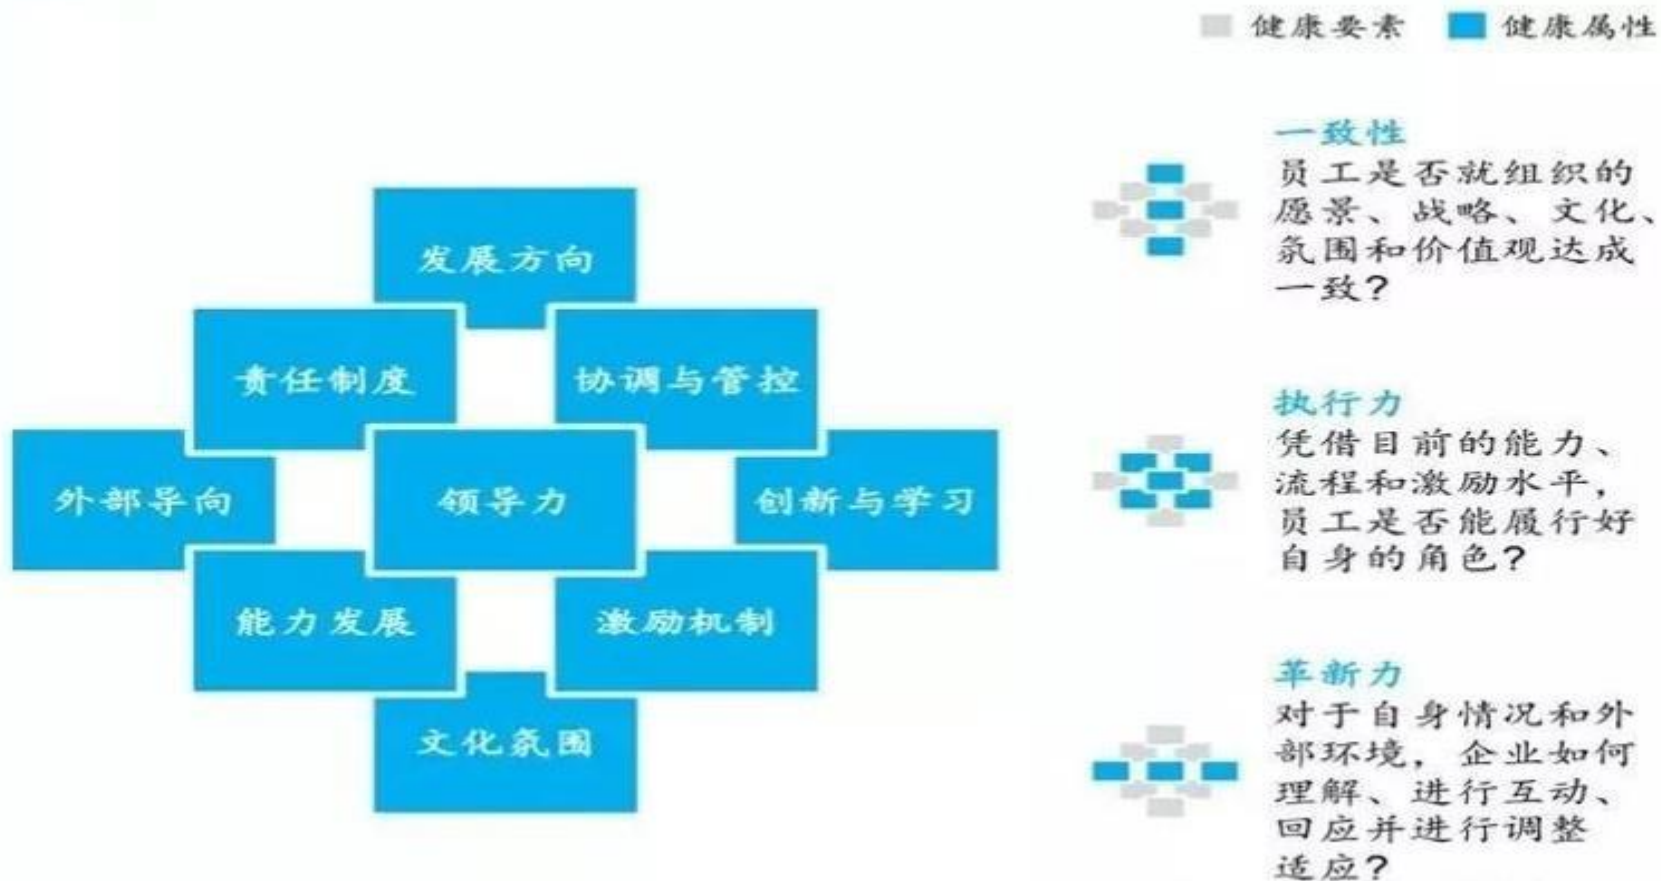 健康要素
健康属性
发展方向
责任制度
协调与管控
外部导向
领导力
创新与学习
能力发展
激励机制
文化氛围
一致性
员工是否就组织的
愿景、战略、文化、
氛围和价值观达成
一致?
执行力
凭借目前的能力、
流程和激励水平,
员工是否能履行好
自身的角色?
革新力
对于自身情况和外
部环境,企业如何
理解、进行互动、
回应并进行调整
适应?